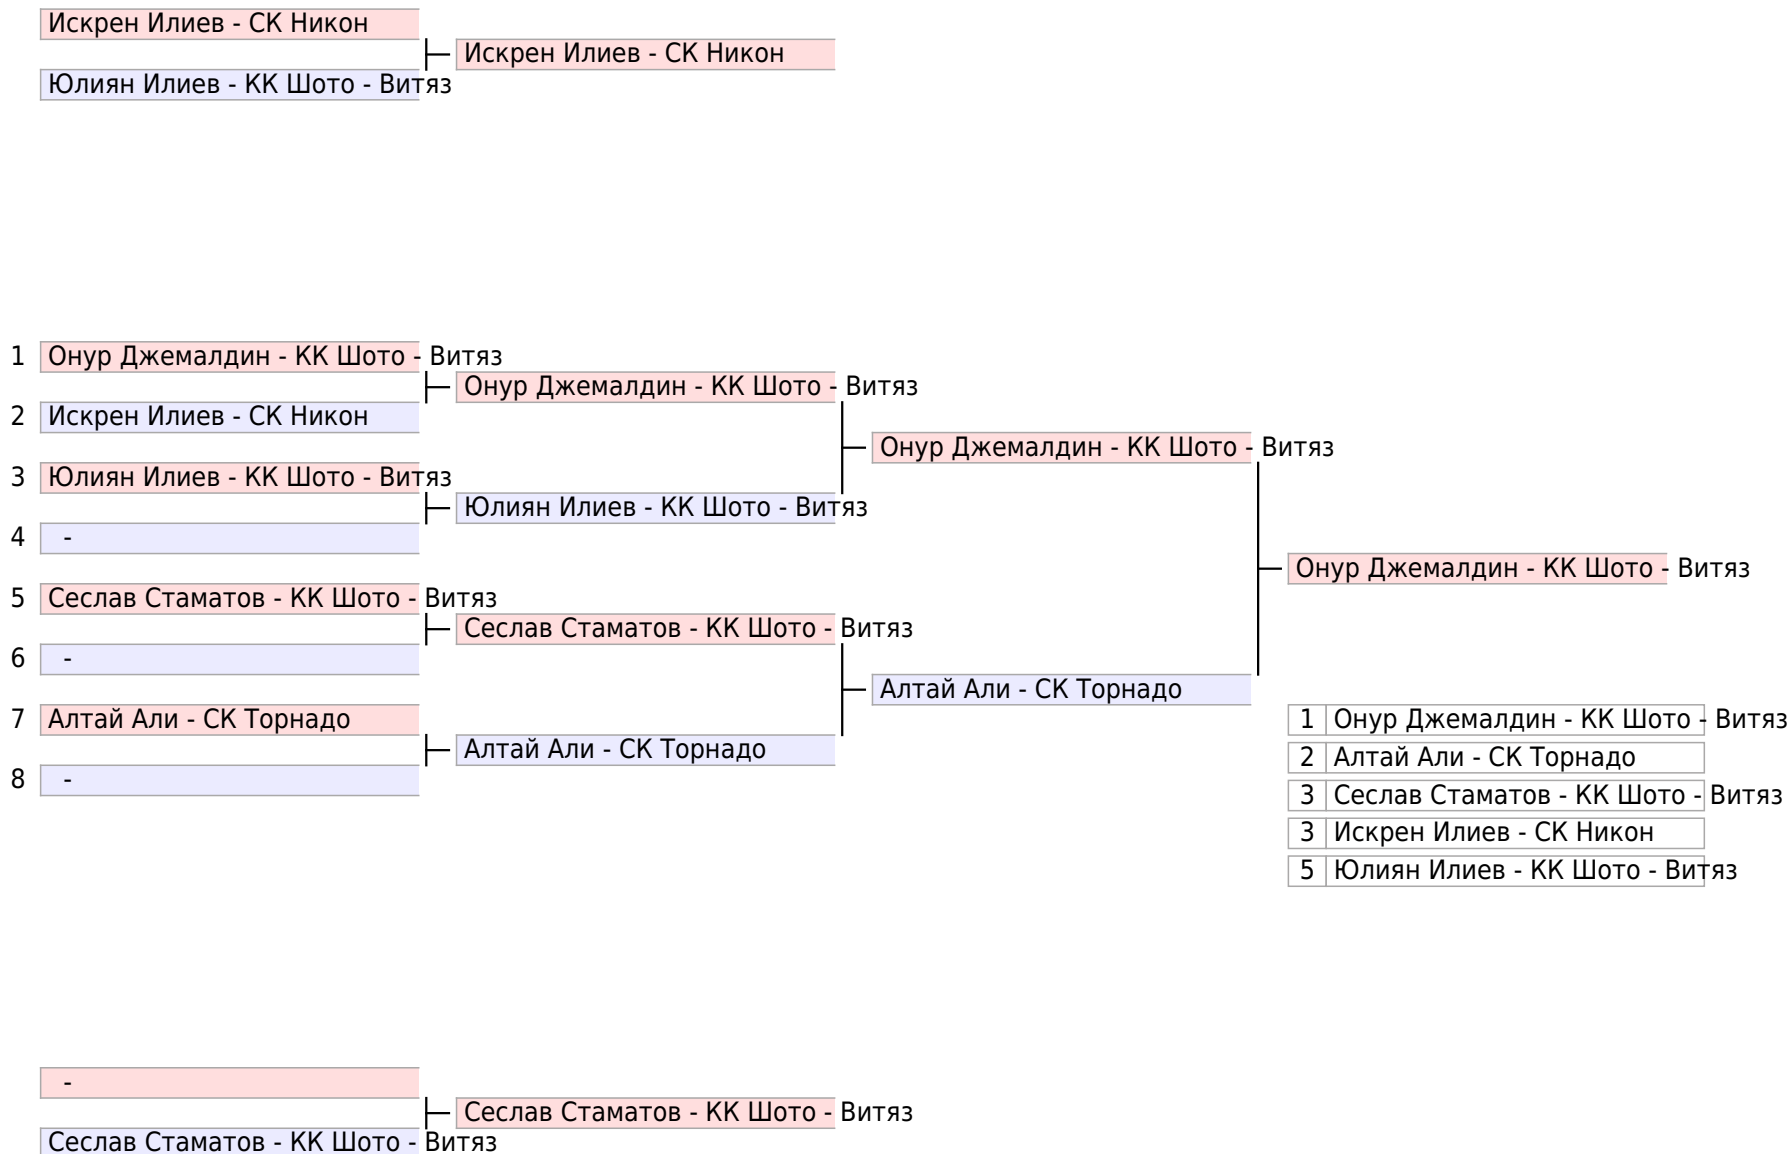 Искрен Илиев - СК Никон
Искрен Илиев - СК Никон
Юлиян Илиев - КК Шото - Витяз
1 Онур Джемалдин - КК Шото - Витяз
Онур Джемалдин - КК Шото - Витяз
2 Искрен Илиев - СК Никон
Онур Джемалдин - КК Шото - Витяз
3 Юлиян Илиев - КК Шото - Витяз
Юлиян Илиев - КК Шото - Витяз
4 -
Онур Джемалдин - КК Шото - Витяз
5 Сеслав Стаматов - КК Шото - Витяз
Сеслав Стаматов - КК Шото - Витяз
6 -
Алтай Али - СК Торнадо
7 Алтай Али - СК Торнадо
Алтай Али - СК Торнадо
8 -
1 Онур Джемалдин - КК Шото - Витяз
2 Алтай Али - СК Торнадо
3 Сеслав Стаматов - КК Шото - Витяз
3 Искрен Илиев - СК Никон
5 Юлиян Илиев - КК Шото - Витяз
-
Сеслав Стаматов - КК Шото - Витяз
Сеслав Стаматов - КК Шото - Витяз